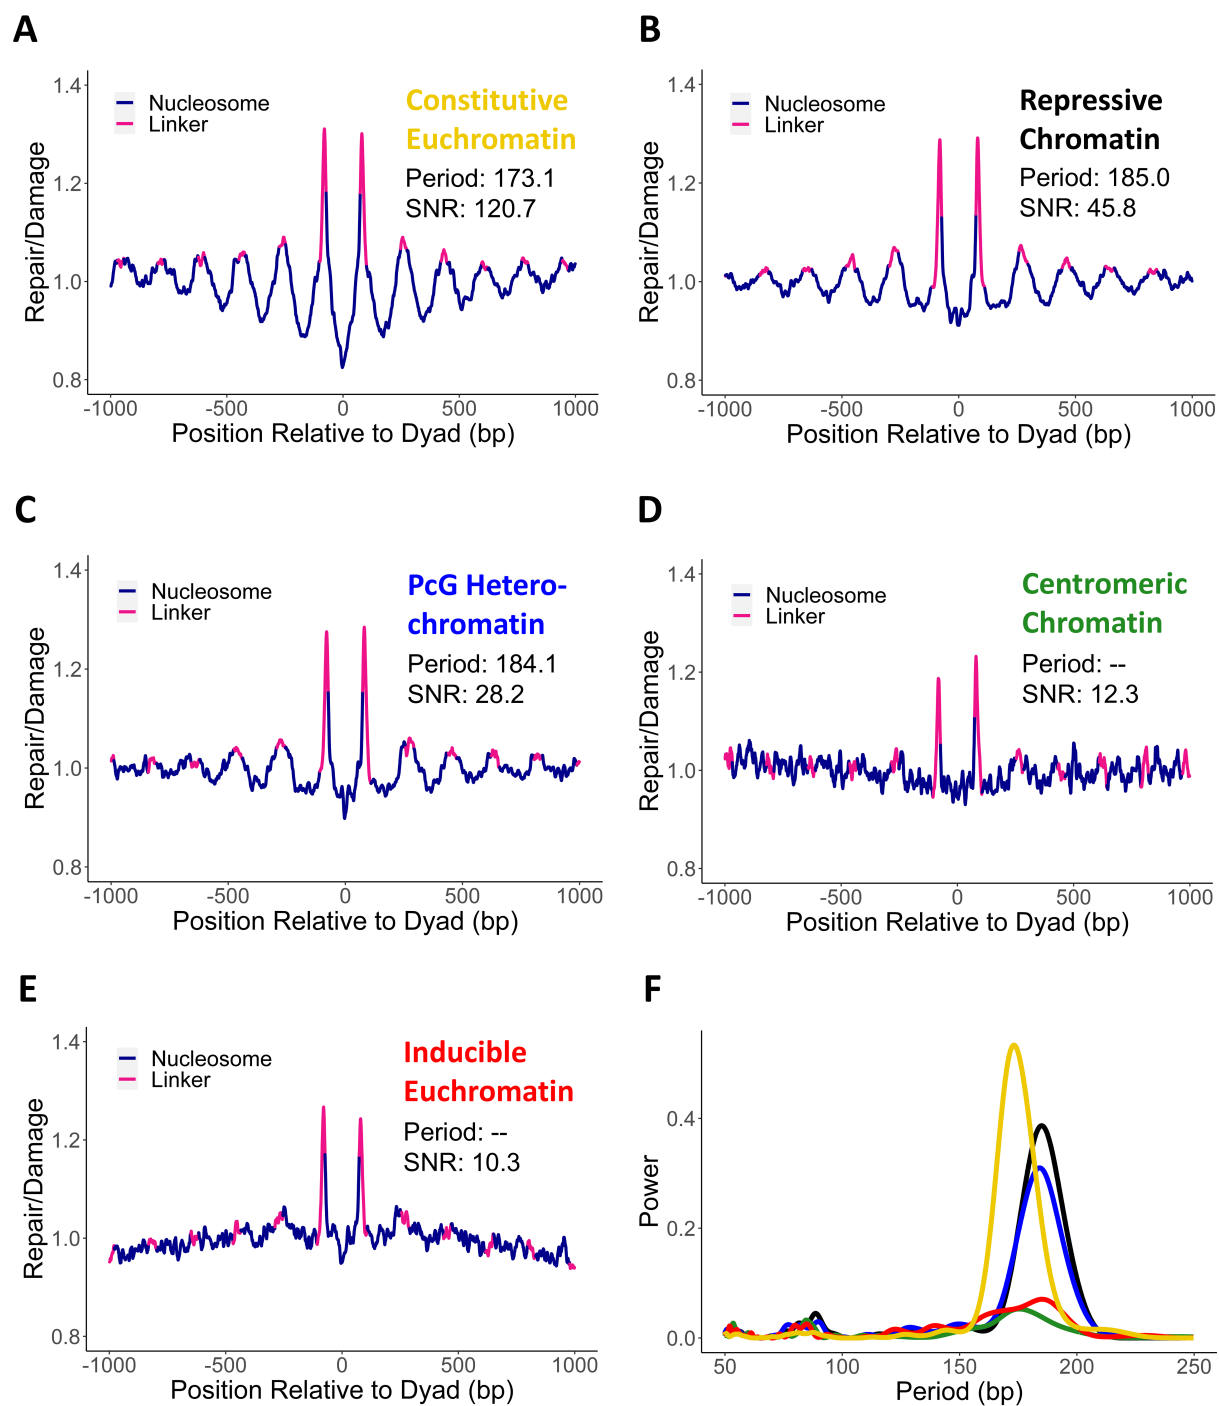 A
1.4
1.2
1.0
0.8
Repair/Damage
Nucleosome
Linker
Constitutive
Euchromatin
Period: 173.1
SNR: 120.7
-1000
-500
0
500
1000
Position Relative to Dyad (bp)
B
1.4
1.2
1.0
0.8
Repair/Damage
Nucleosome
Linker
Repressive
Chromatin
Period: 185.0
SNR: 45.8
-1000
-500
0
500
1000
Position Relative to Dyad (bp)
C
1.4
1.2
1.0
0.8
Repair/Damage
Nucleosome
Linker
PcG Hetero-
chromatin
Period: 184.1
SNR: 28.2
-1000
-500
0
500
1000
Position Relative to Dyad (bp)
D
1.4
1.2
1.0
0.8
Repair/Damage
Nucleosome
Linker
Centromeric
Chromatin
Period: --
SNR: 12.3
-1000
-500
0
500
1000
Position Relative to Dyad (bp)
E
1.4
1.2
1.0
0.8
Repair/Damage
Nucleosome
Linker
Inducible
Euchromatin
Period: --
SNR: 10.3
-1000
-500
0
500
1000
Position Relative to Dyad (bp)
F
0.4
0.2
0.0
Power
50
100
150
200
250
Period (bp)